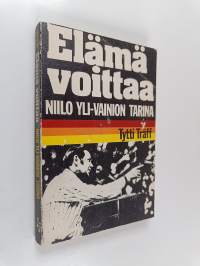 Elämä
voittaa
NIILO YLI-VAINION TARINA
Tytti Träff